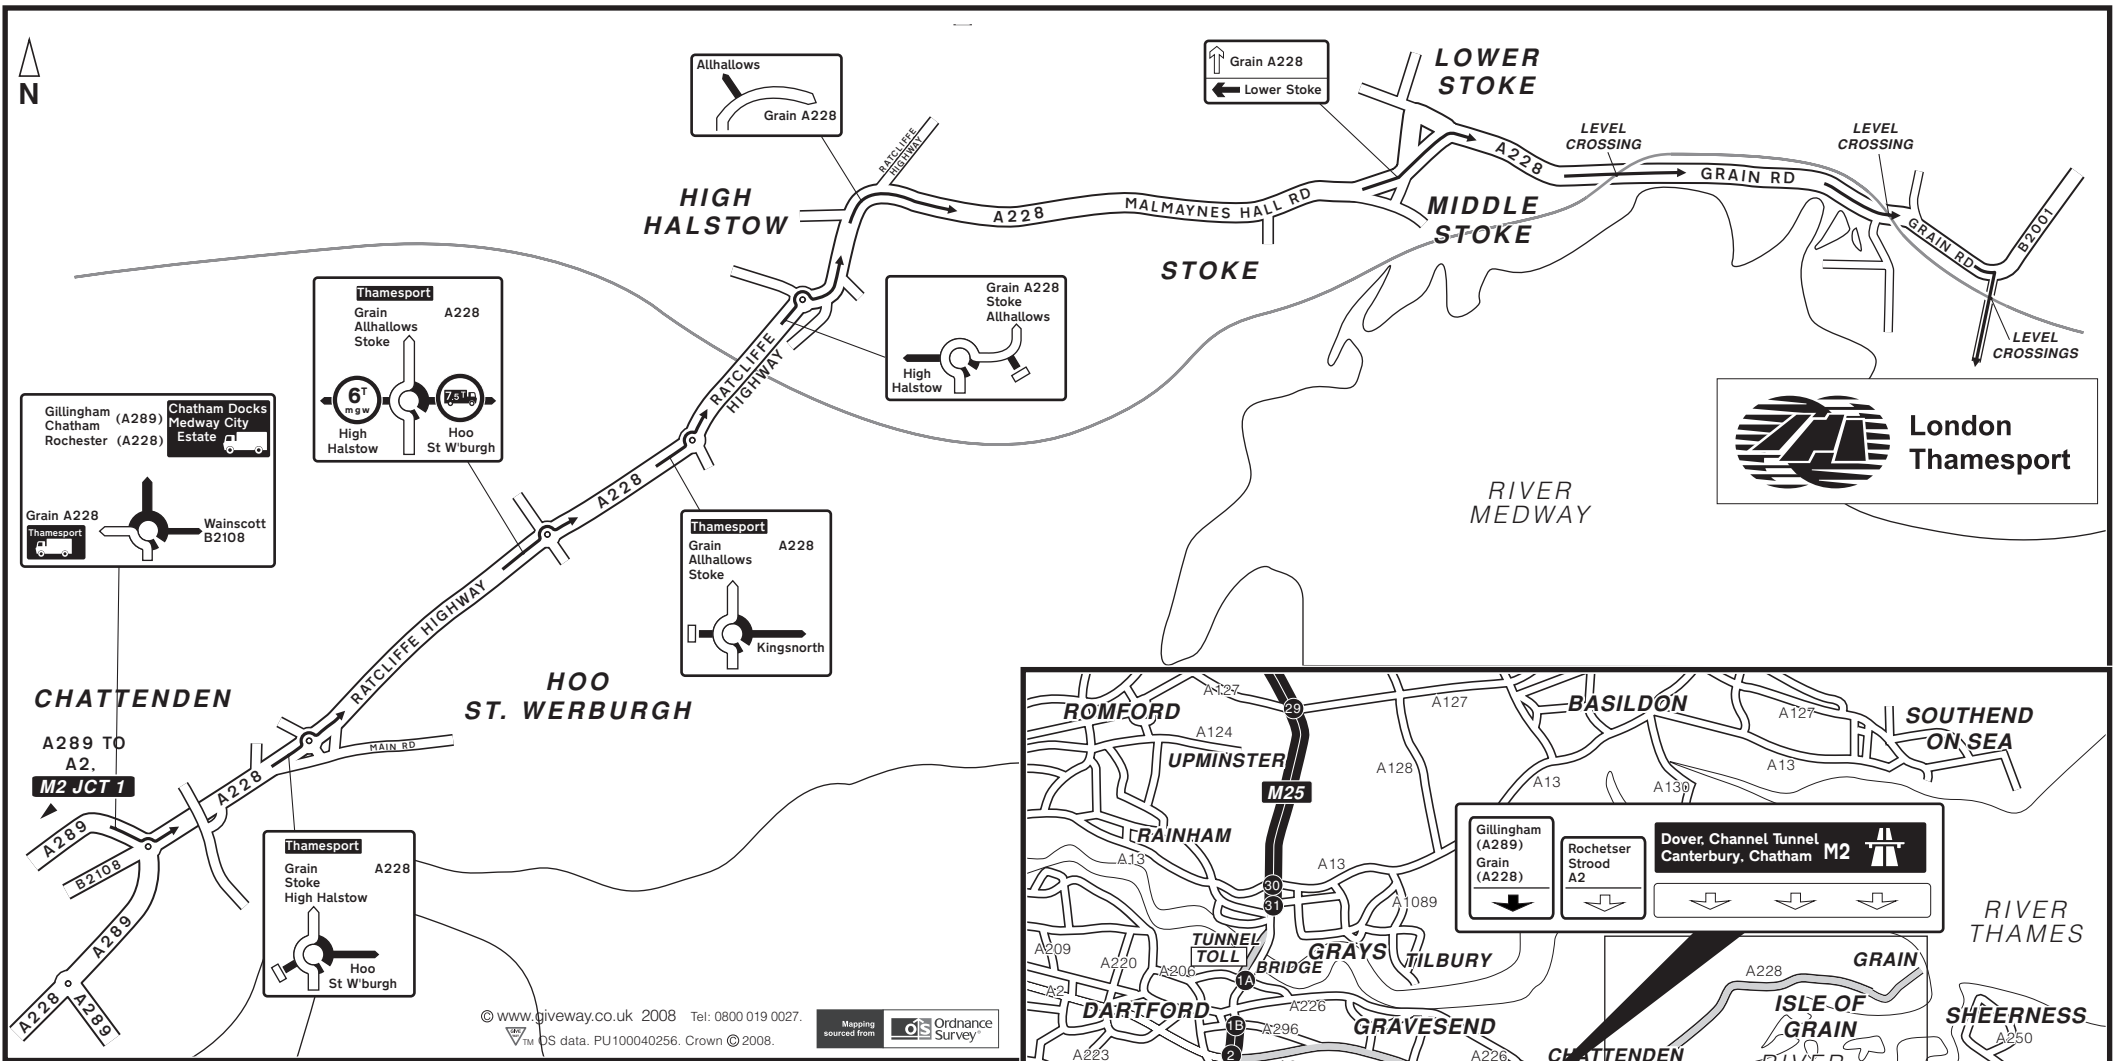 N
Allhallows
Grain A228
Grain A228
Lower Stoke
LOWER
STOKE
LEVEL
CROSSING
LEVEL
CROSSING
RATCLIFFE
HIGHWAY
HIGH
HALSTOW
A228
MALMAYNES HALL RD
MIDDLE
STOKE
STOKE
A228
GRAIN RD
GRAIN RD
B2001
LEVEL
CROSSINGS
Thamesport
Grain A228
Allhallows
Stoke
6T
mgw
7.5T
High
Halstow
Hoo
St W'burgh
Grain A228
Stoke
Allhallows
High
Halstow
RATCLIFFE
HIGHWAY
Gillingham (A289)
Chatham
Rochester (A228)
Chatham Docks
Medway City
Estate
Grain A228
Thamesport
Wainscott
B2108
A228
Thamesport
Grain A228
Allhallows
Stoke
Kingsnorth
London
Thamesport
RIVER
MEDWAY
RATCLIFFE HIGHWAY
CHATTENDEN
HOO
ST. WERBURGH
A289 TO
A2,
M2 JCT 1
MAIN RD
A228
A289
B2108
A289
A228
A289
Thamesport
Grain A228
Stoke
High Halstow
Hoo
St W'burgh
© www.giveway.co.uk 2008 Tel: 0800 019 0027.
GIVE
WAY
TM OS data. PU100040256. Crown © 2008.
Mapping
sourced from
os Ordnance
Survey®
ROMFORD
A127
29
A127
BASILDON
A127
SOUTHEND
ON SEA
A124
UPMINSTER
A128
A13
A130
A13
M25
RAINHAM
A13
A13
30
31
A1089
Gillingham
(A289)
Grain
(A228)
Rochetser
Strood
A2
Dover, Channel Tunnel
Canterbury, Chatham M2
RIVER
THAMES
A209
A220
A206
A2
TUNNEL
TOLL
BRIDGE
GRAYS
TILBURY
1A
A226
DARTFORD
1B
A296
GRAVESEND
A223
2
A226
CHATTENDEN
A228
GRAIN
ISLE OF
GRAIN
RIVER
SHEERNESS
A250